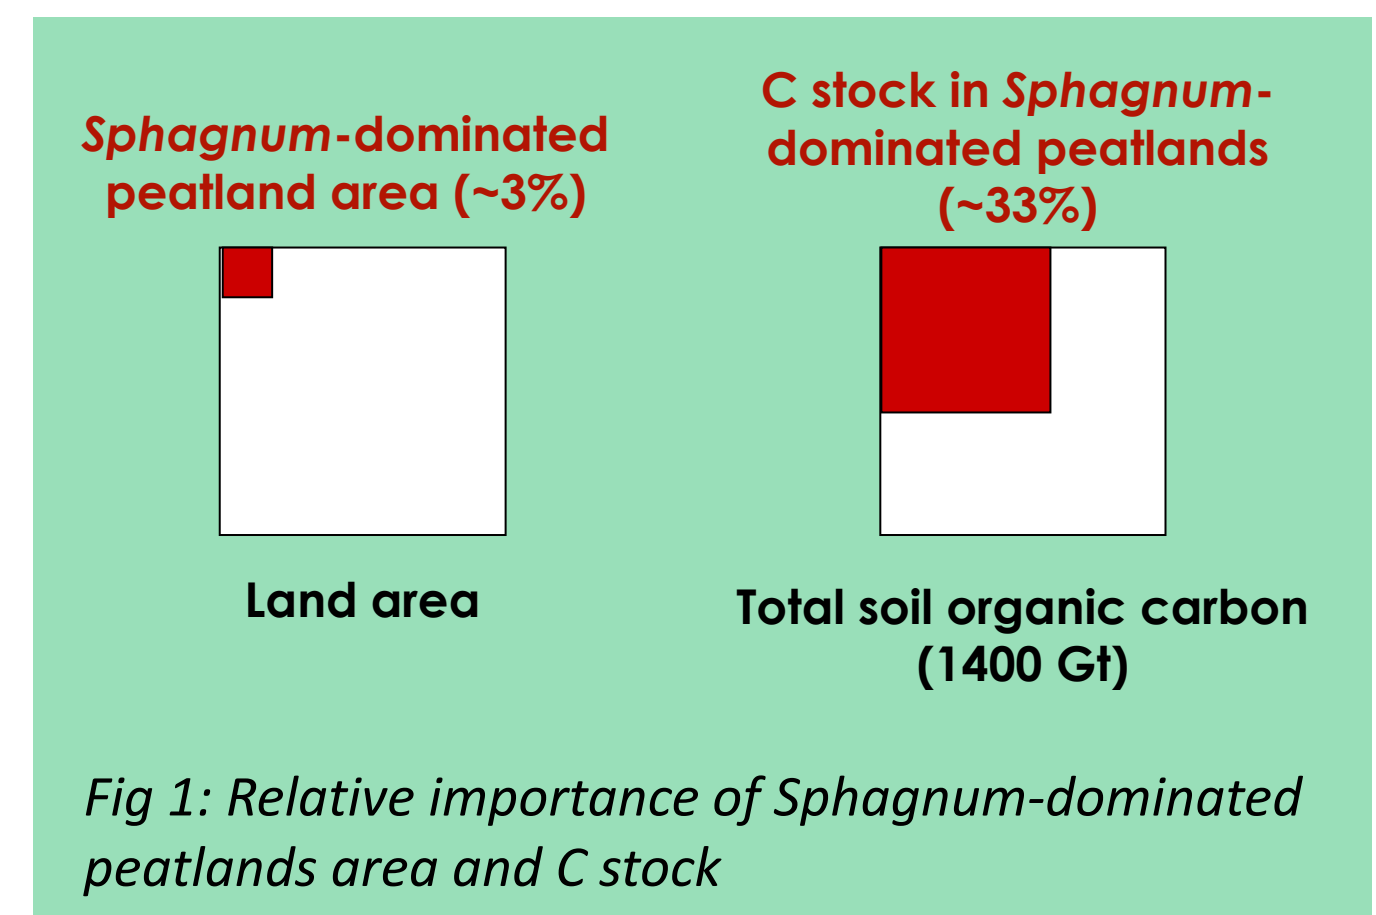 Sphagnum-dominated
peatland area (~3%)
Land area
C stock in Sphagnum-
dominated peatlands
(~33%)
Total soil organic carbon
(1400 Gt)
Fig 1: Relative importance of Sphagnum-dominated
peatlands area and C stock